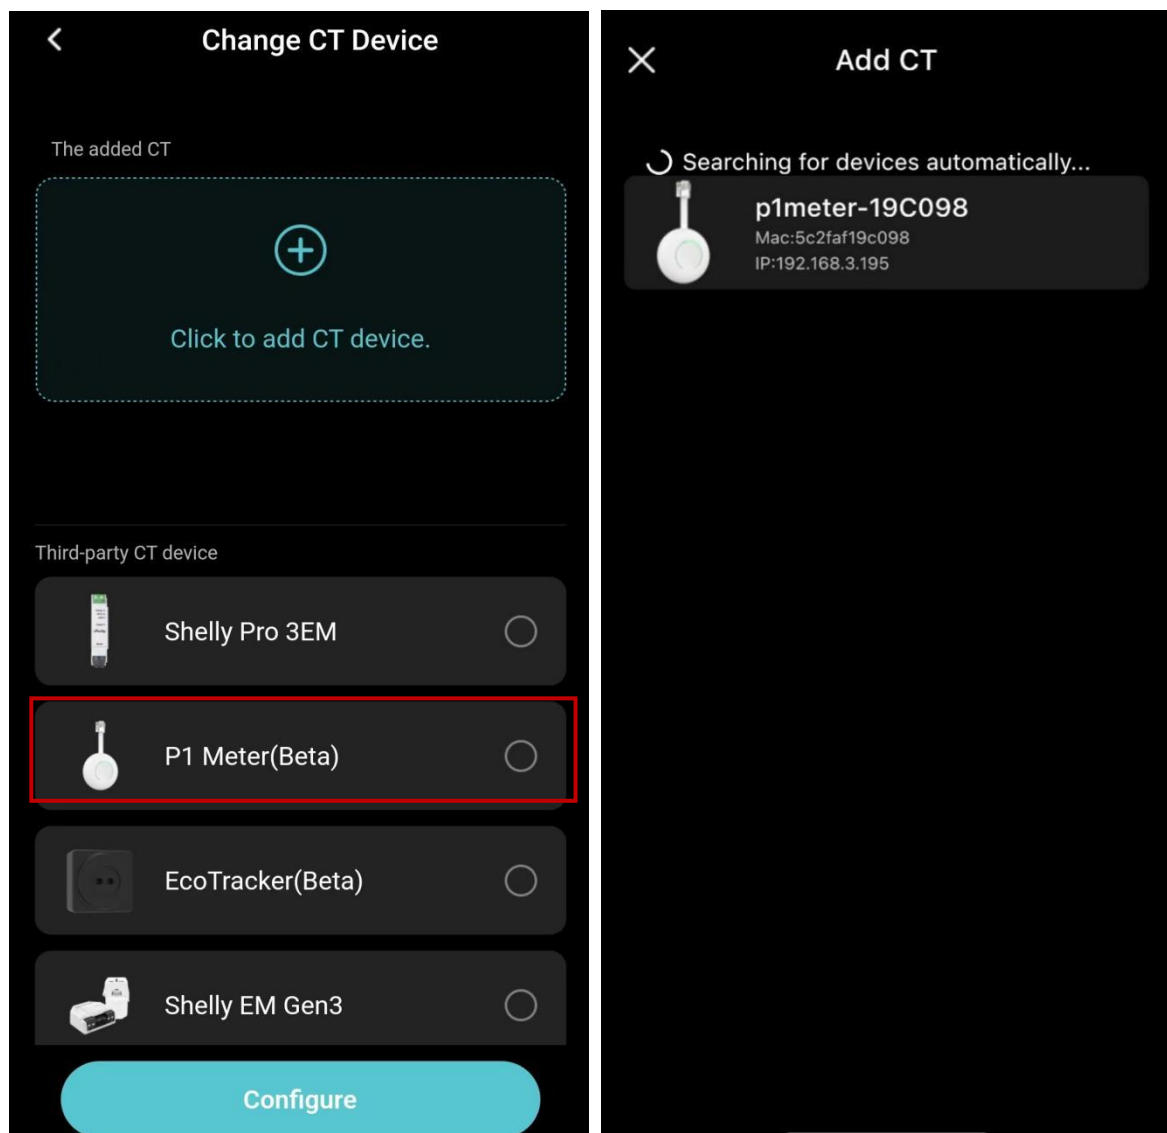 Change CT Device
The added CT
Click to add CT device.
Third-party CT device
Shelly Pro 3EM
P1 Meter(Beta)
EcoTracker(Beta)
Shelly EM Gen3
Configure
Add CT
Searching for devices automatically...
p1meter-19C098
Mac:5c2faf19c098
IP:192.168.3.195